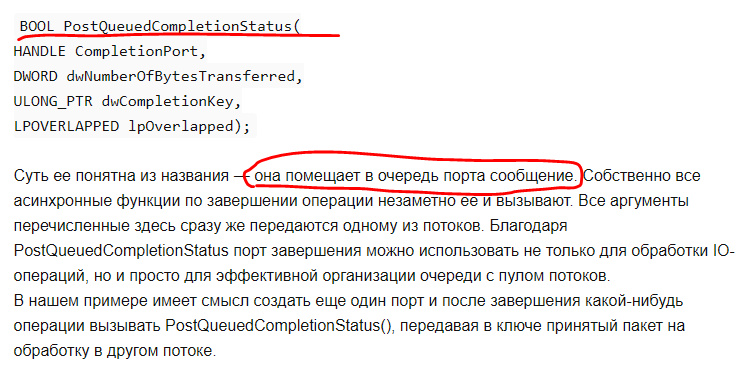 BOOL PostQueuedCompletionStatus(
HANDLE CompletionPort,
DWORD dwNumberOfBytesTransferred,
ULONG_PTR dwCompletionKey,
LPOVERLAPPED lpOverlapped);
Суть ее понятна из названия — она помещает в очередь порта сообщение. Собственно все
асинхронные функции по завершении операции незаметно ее и вызывают. Все аргументы
перечисленные здесь сразу же передаются одному из потоков. Благодаря
PostQueuedCompletionStatus порт завершения можно использовать не только для обработки IO-
операций, но и просто для эффективной организации очереди с пулом потоков.
В нашем примере имеет смысл создать еще один порт и после завершения какой-нибудь
операции вызывать PostQueuedCompletionStatus(), передавая в ключе принятый пакет на
обработку в другом потоке.